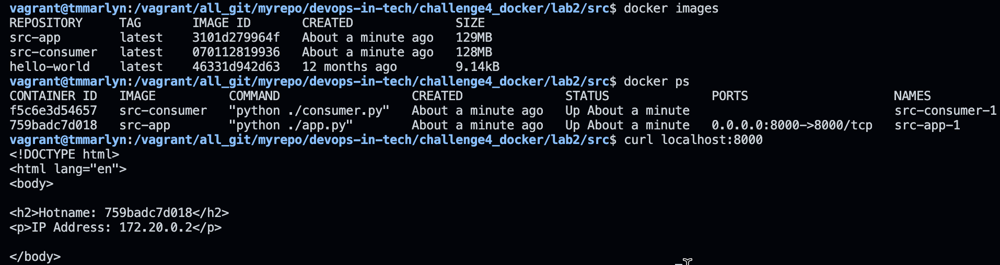 vagrant@tmmarlyn:/vagrant/all_git/myrepo/devops-in-tech/challenge4_docker/lab2/src$ docker images
REPOSITORY     TAG       IMAGE ID       CREATED              SIZE
src-app        latest    3101d279964f   About a minute ago   129MB
src-consumer   latest    070112819936   About a minute ago   128MB
hello-world    latest    46331d942d63   12 months ago        9.14kB
vagrant@tmmarlyn:/vagrant/all_git/myrepo/devops-in-tech/challenge4_docker/lab2/src$ docker ps
CONTAINER ID   IMAGE          COMMAND                  CREATED              STATUS              PORTS                    NAMES
f5c6e3d54657   src-consumer   "python ./consumer.py"   About a minute ago   Up About a minute                            src-consumer-1
759badc7d018   src-app        "python ./app.py"        About a minute ago   Up About a minute   0.0.0.0:8000->8000/tcp   src-app-1
vagrant@tmmarlyn:/vagrant/all_git/myrepo/devops-in-tech/challenge4_docker/lab2/src$ curl localhost:8000
<!DOCTYPE html>
<html lang="en">
<body>
<h2>Hotname: 759badc7d018</h2>
<p>IP Address: 172.20.0.2</p>
</body>